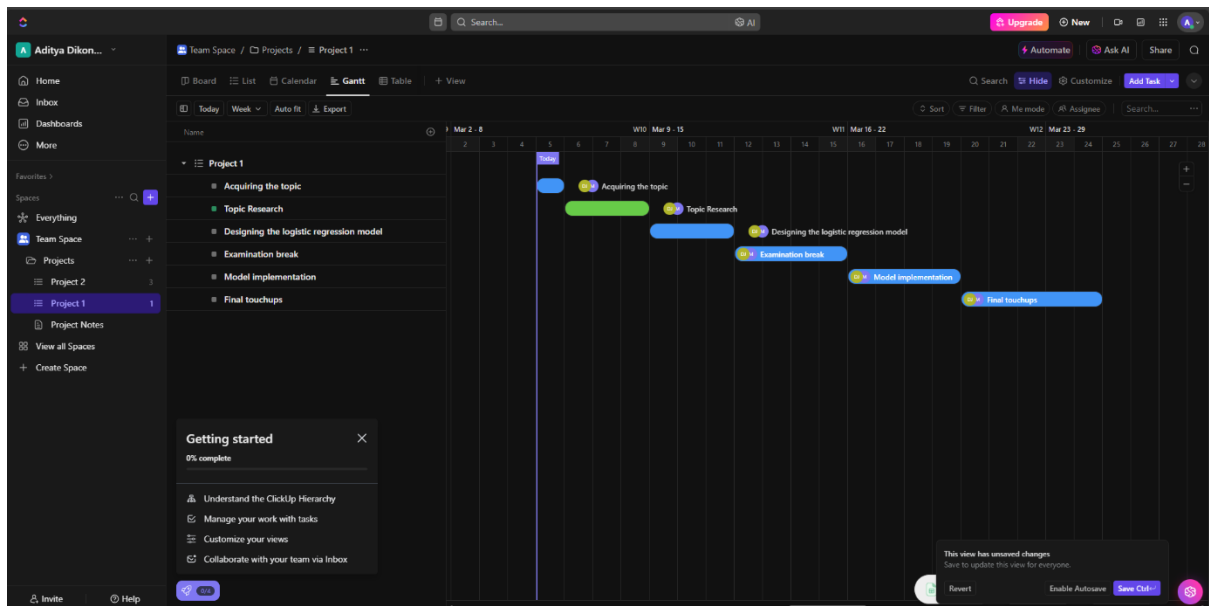 Search...
AI
Upgrade
New
A
A Aditya Dikon...
Team Space / Projects / Project 1 ...
Automate
Ask AI
Share
Home
Inbox
Dashboards
More
Favorites >
Spaces
Everything
Team Space
Projects
Project 2 3
Project 1 1
Project Notes
View all Spaces
+ Create Space
Invite
Help
Board
List
Calendar
Gantt
Table
+ View
Search
Hide
Customize
Add Task
Today
Week
Auto fit
Export
Sort
Filter
Me mode
Assignee
Search...
Name
Mar 2 - 8
W10 Mar 9 - 15
W11 Mar 16 - 22
W12 Mar 23 - 29
2 3 4 5 6 7 8 9 10 11 12 13 14 15 16 17 18 19 20 21 22 23 24 25 26 27 28
Today
Project 1
Acquiring the topic
Topic Research
Designing the logistic regression model
Examination break
Model implementation
Final touchups
Acquiring the topic
Topic Research
Designing the logistic regression model
Examination break
Model implementation
Final touchups
Getting started
0% complete
Understand the ClickUp Hierarchy
Manage your work with tasks
Customize your views
Collaborate with your team via Inbox
0/4
This view has unsaved changes
Save to update this view for everyone.
Revert
Enable Autosave
Save Ctrl+↵